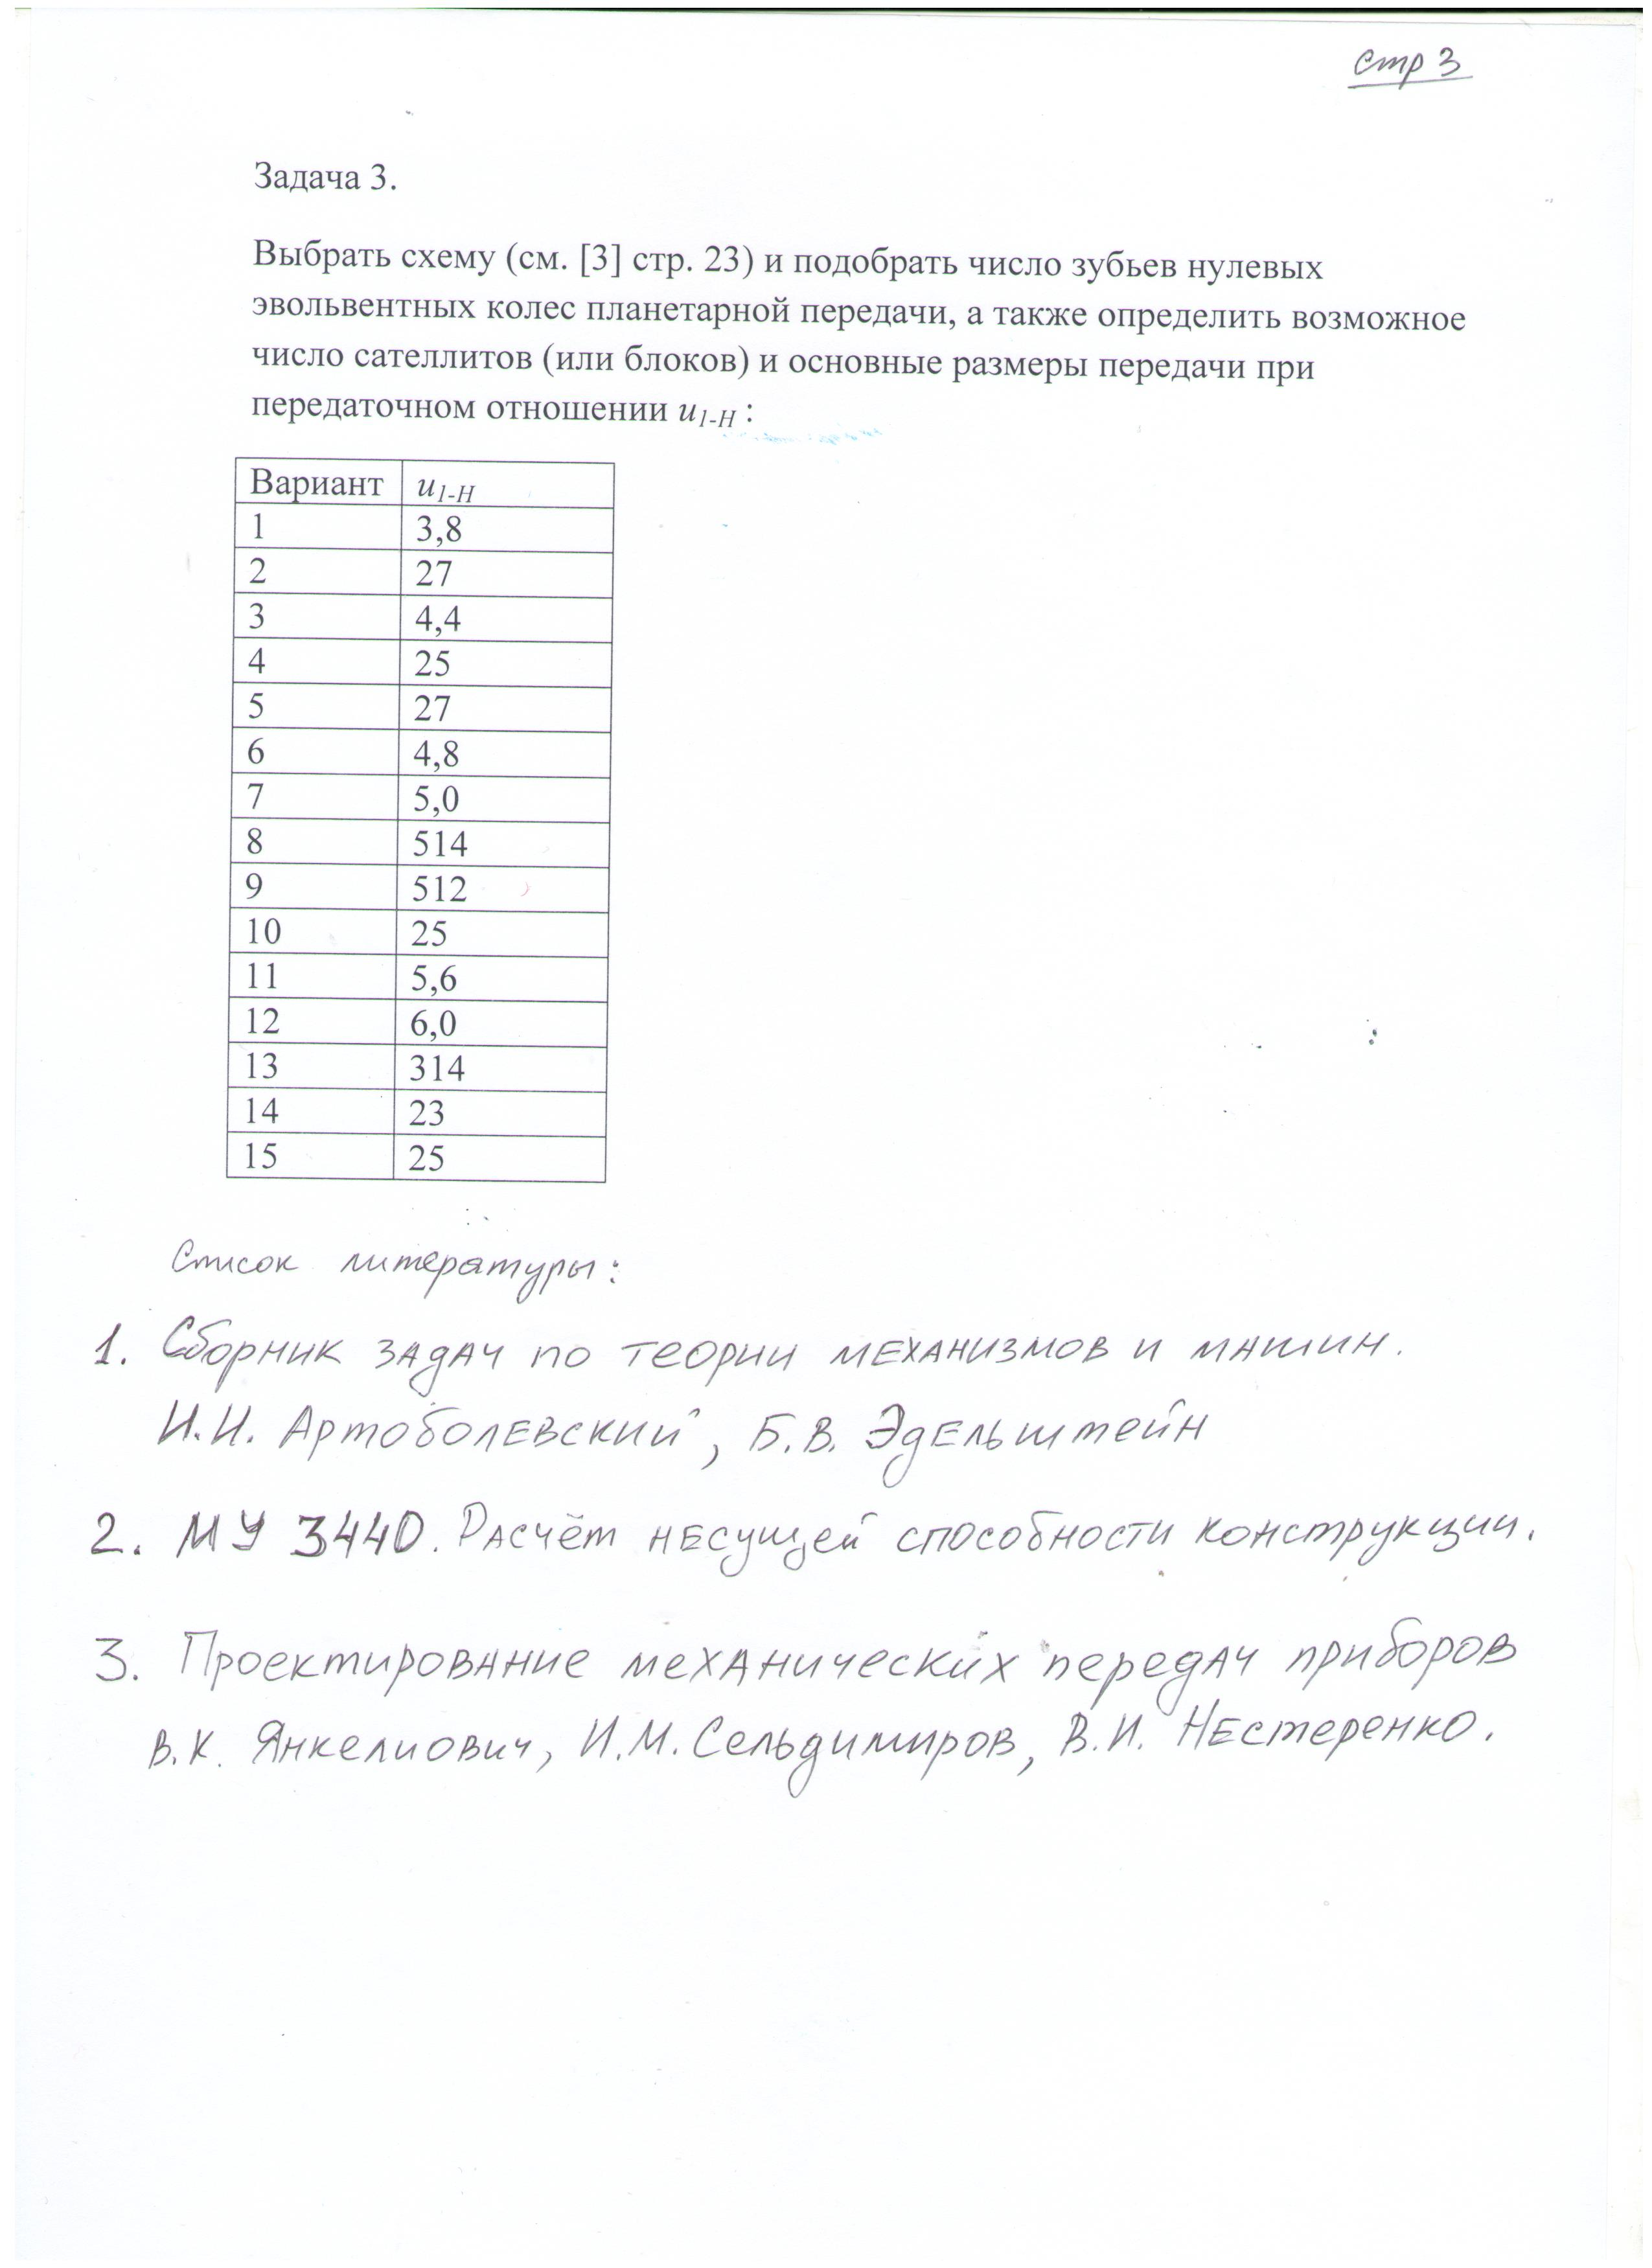 стр 3
Задача 3.
Выбрать схему (см. [3] стр. 23) и подобрать число зубьев нулевых
эвольвентных колес планетарной передачи, а также определить возможное
число сателлитов (или блоков) и основные размеры передачи при
передаточном отношении u1-H :
Вариант u1-H
1 3,8
2 27
3 4,4
4 25
5 27
6 4,8
7 5,0
8 514
9 512
10 25
11 5,6
12 6,0
13 314
14 23
15 25
Список литературы:
1. Сборник задач по теории механизмов и машин.
И.И. Артоболевский, Б.В. Эдельштейн
2. МУ 3440. Расчёт несущей способности конструкции.
3. Проектирование механических передач приборов
В.К. Янкелиович, И.М. Сельдимиров, В.И. Нестеренко.